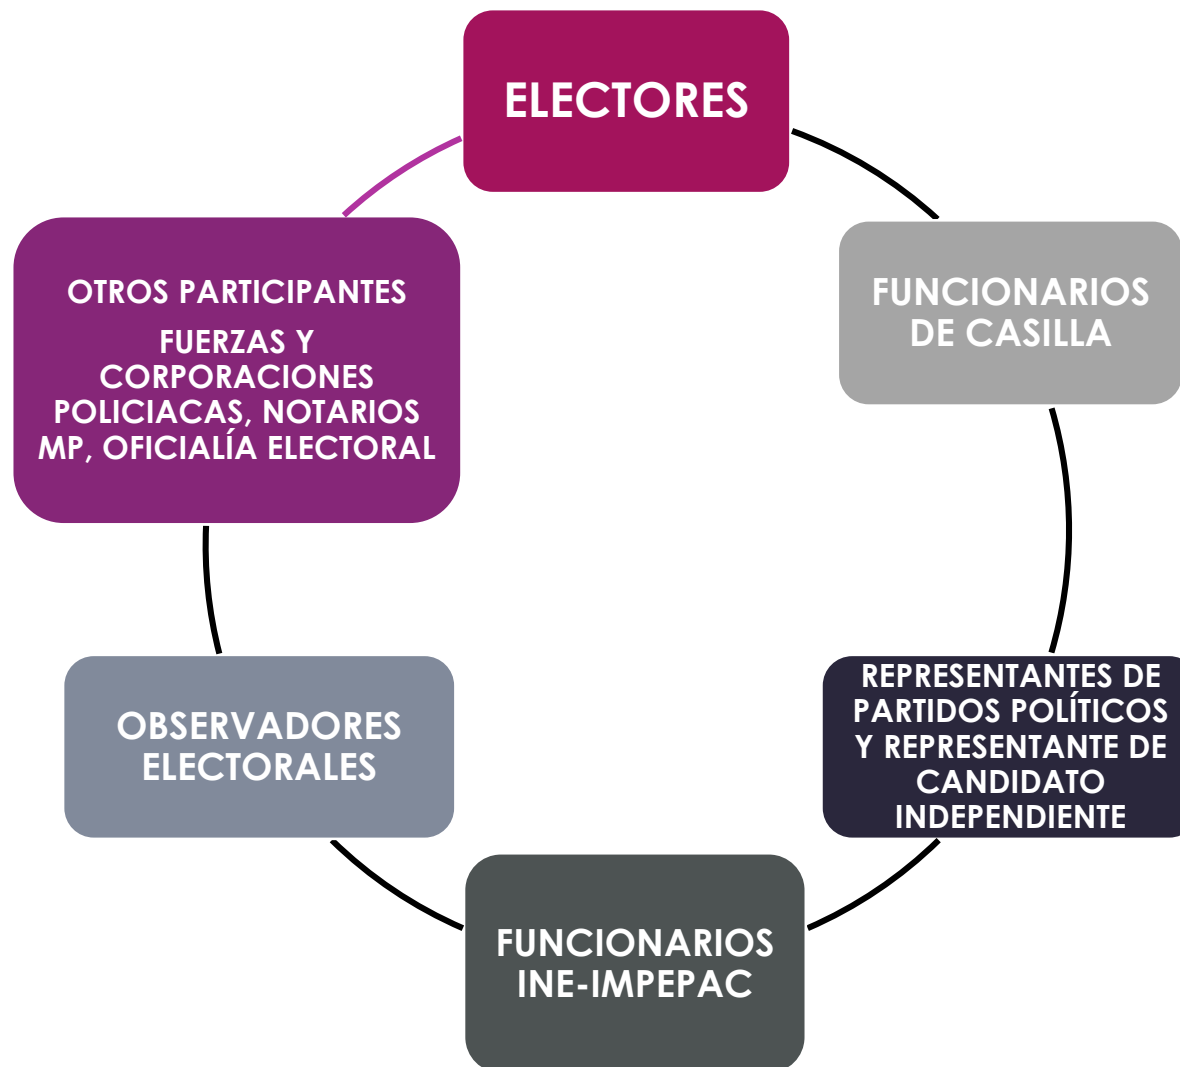 ELECTORES
FUNCIONARIOS
DE CASILLA
REPRESENTANTES DE
PARTIDOS POLÍTICOS
Y REPRESENTANTE DE
CANDIDATO
INDEPENDIENTE
FUNCIONARIOS
INE-IMPEPAC
OBSERVADORES
ELECTORALES
OTROS PARTICIPANTES
FUERZAS Y
CORPORACIONES
POLICIACAS, NOTARIOS
MP, OFICIALÍA ELECTORAL